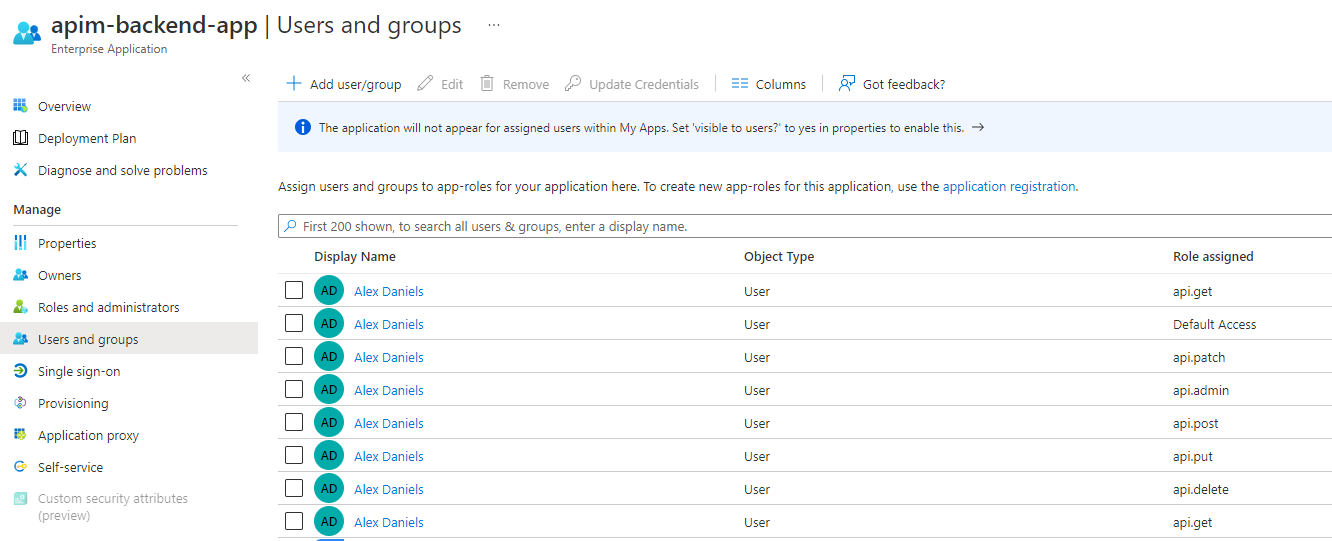 apim-backend-app | Users and groups ...
Enterprise Application
«
Overview
Deployment Plan
Diagnose and solve problems
Manage
Properties
Owners
Roles and administrators
Users and groups
Single sign-on
Provisioning
Application proxy
Self-service
Custom security attributes
(preview)
Add user/group Edit Remove Update Credentials Columns Got feedback?
The application will not appear for assigned users within My Apps. Set 'visible to users?' to yes in properties to enable this. →
Assign users and groups to app-roles for your application here. To create new app-roles for this application, use the application registration.
First 200 shown, to search all users & groups, enter a display name.
Display Name Object Type Role assigned
AD Alex Daniels User api.get
AD Alex Daniels User Default Access
AD Alex Daniels User api.patch
AD Alex Daniels User api.admin
AD Alex Daniels User api.post
AD Alex Daniels User api.put
AD Alex Daniels User api.delete
AD Alex Daniels User api.get